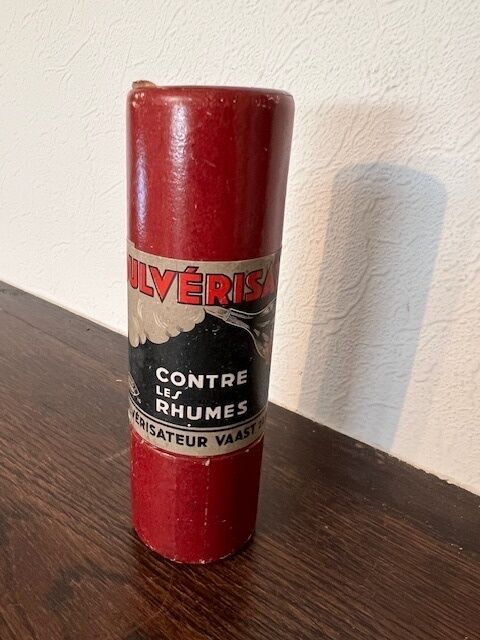 ULVÉRISA
CONTRE
LES
RHUMES
VÉRISATEUR VAAST